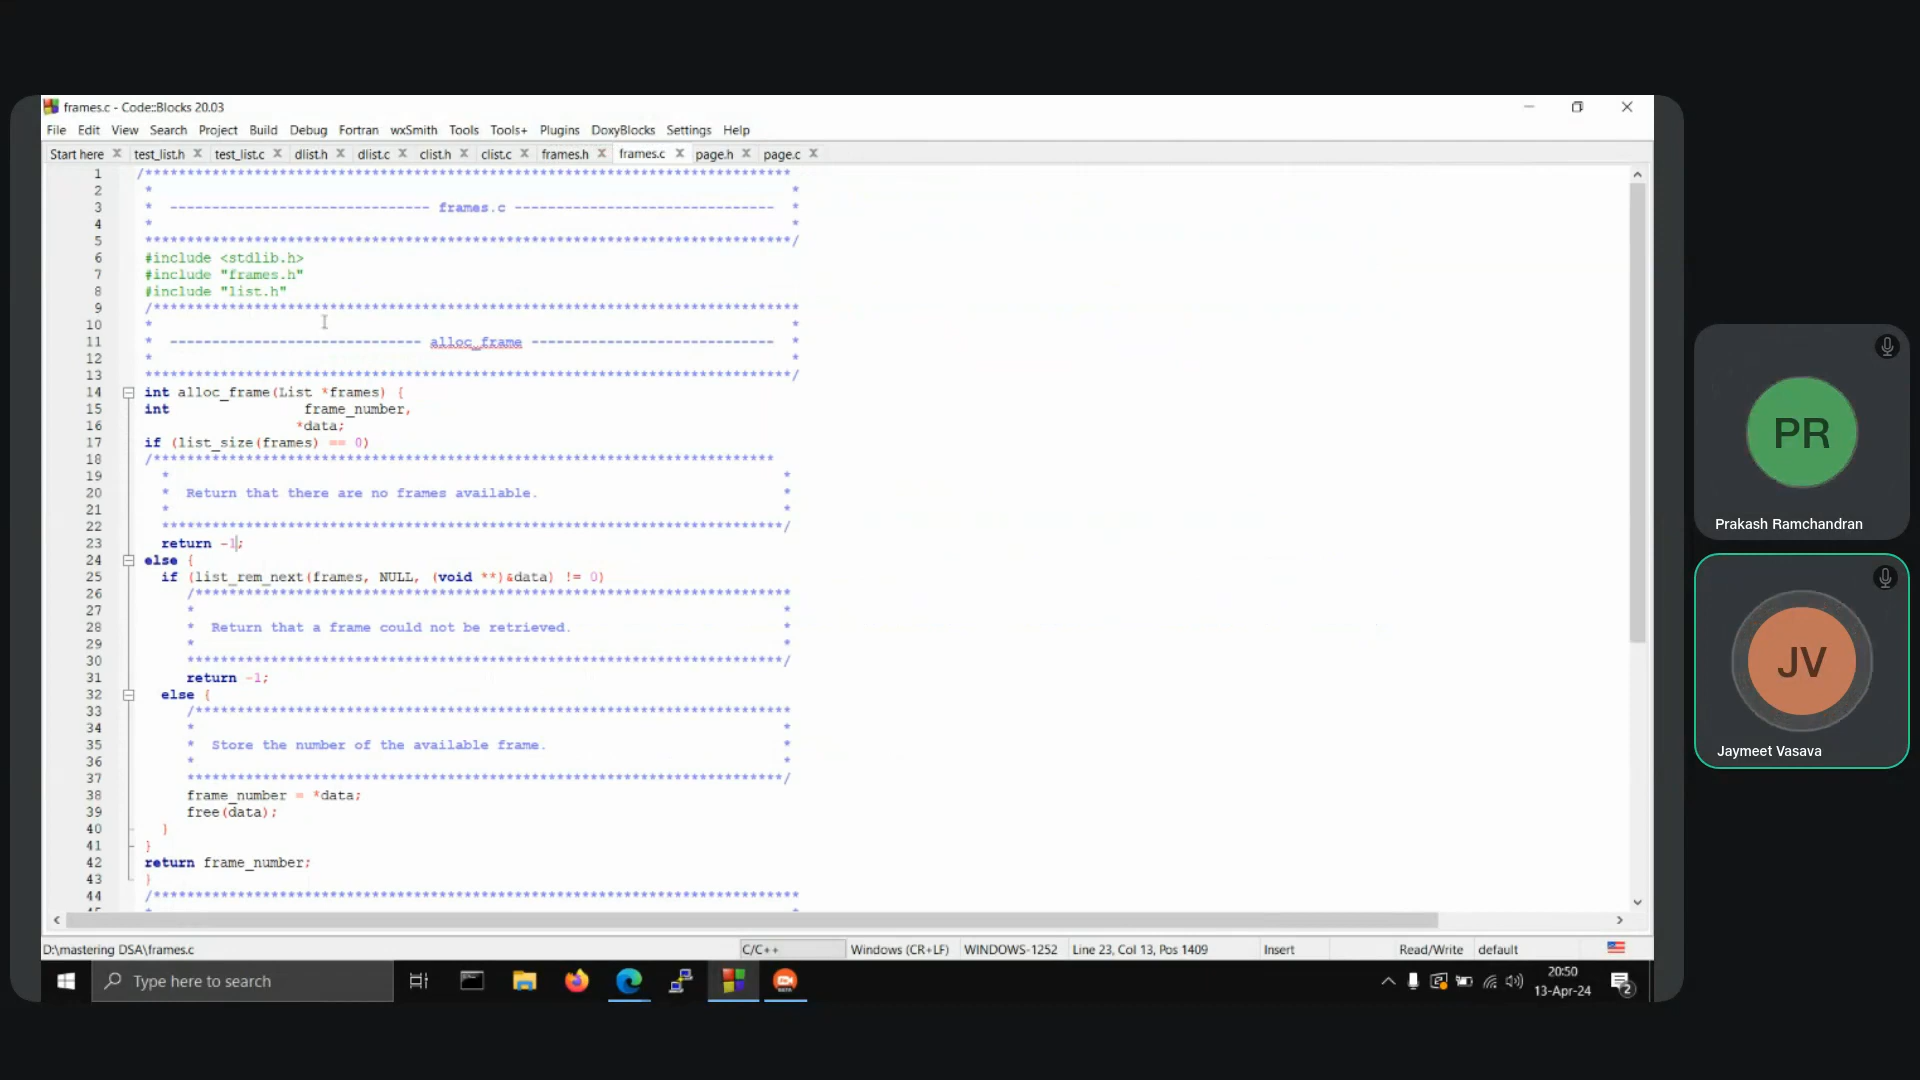 frames.c - Code::Blocks 20.03
File Edit View Search Project Build Debug Fortran wxSmith Tools Tools+ Plugins DoxyBlocks Settings Help
Start here test_list.h test_list.c dlist.h dlist.c clist.h clist.c frames.h frames.c page.h page.c
1 /*****************************************************************************
2 * *
3 * ------------------------------- frames.c ------------------------------- *
4 * *
5 *****************************************************************************/
6 #include <stdlib.h>
7 #include "frames.h"
8 #include "list.h"
9 /*****************************************************************************
10 * *
11 * ------------------------------ alloc_frame ----------------------------- *
12 * *
13 *****************************************************************************/
14 int alloc_frame(List *frames) {
15 int frame_number,
16 *data;
17 if (list_size(frames) == 0)
18 /**************************************************************************
19 * *
20 * Return that there are no frames available. *
21 * *
22 **************************************************************************/
23 return -1;
24 else {
25 if (list_rem_next(frames, NULL, (void **)&data) != 0)
26 /***********************************************************************
27 * *
28 * Return that a frame could not be retrieved. *
29 * *
30 ***********************************************************************/
31 return -1;
32 else {
33 /***********************************************************************
34 * *
35 * Store the number of the available frame. *
36 * *
37 ***********************************************************************/
38 frame_number = *data;
39 free(data);
40 }
41 }
42 return frame_number;
43 }
44 /*****************************************************************************
D:\mastering DSA\frames.c C/C++ Windows (CR+LF) WINDOWS-1252 Line 23, Col 13, Pos 1409 Insert Read/Write default
Type here to search
20:50
13-Apr-24
2
PR
Prakash Ramchandran
JV
Jaymeet Vasava